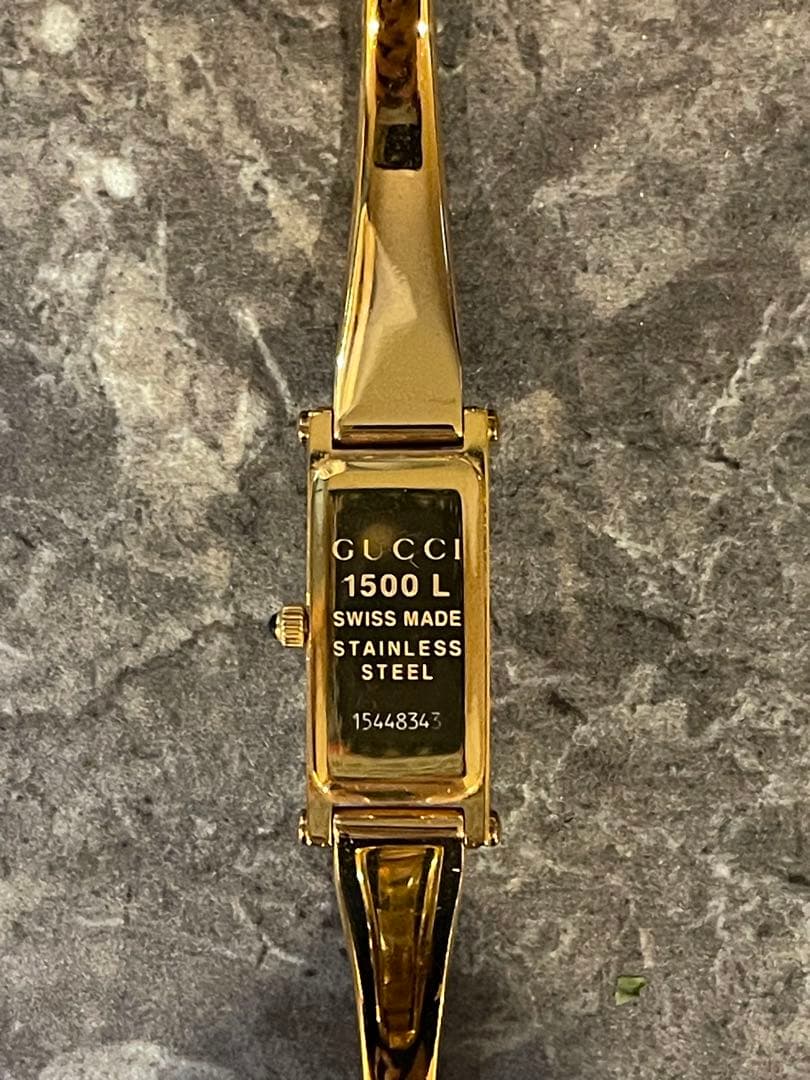 GUCCI
1500 L
SWISS MADE
STAINLESS
STEEL
15448343